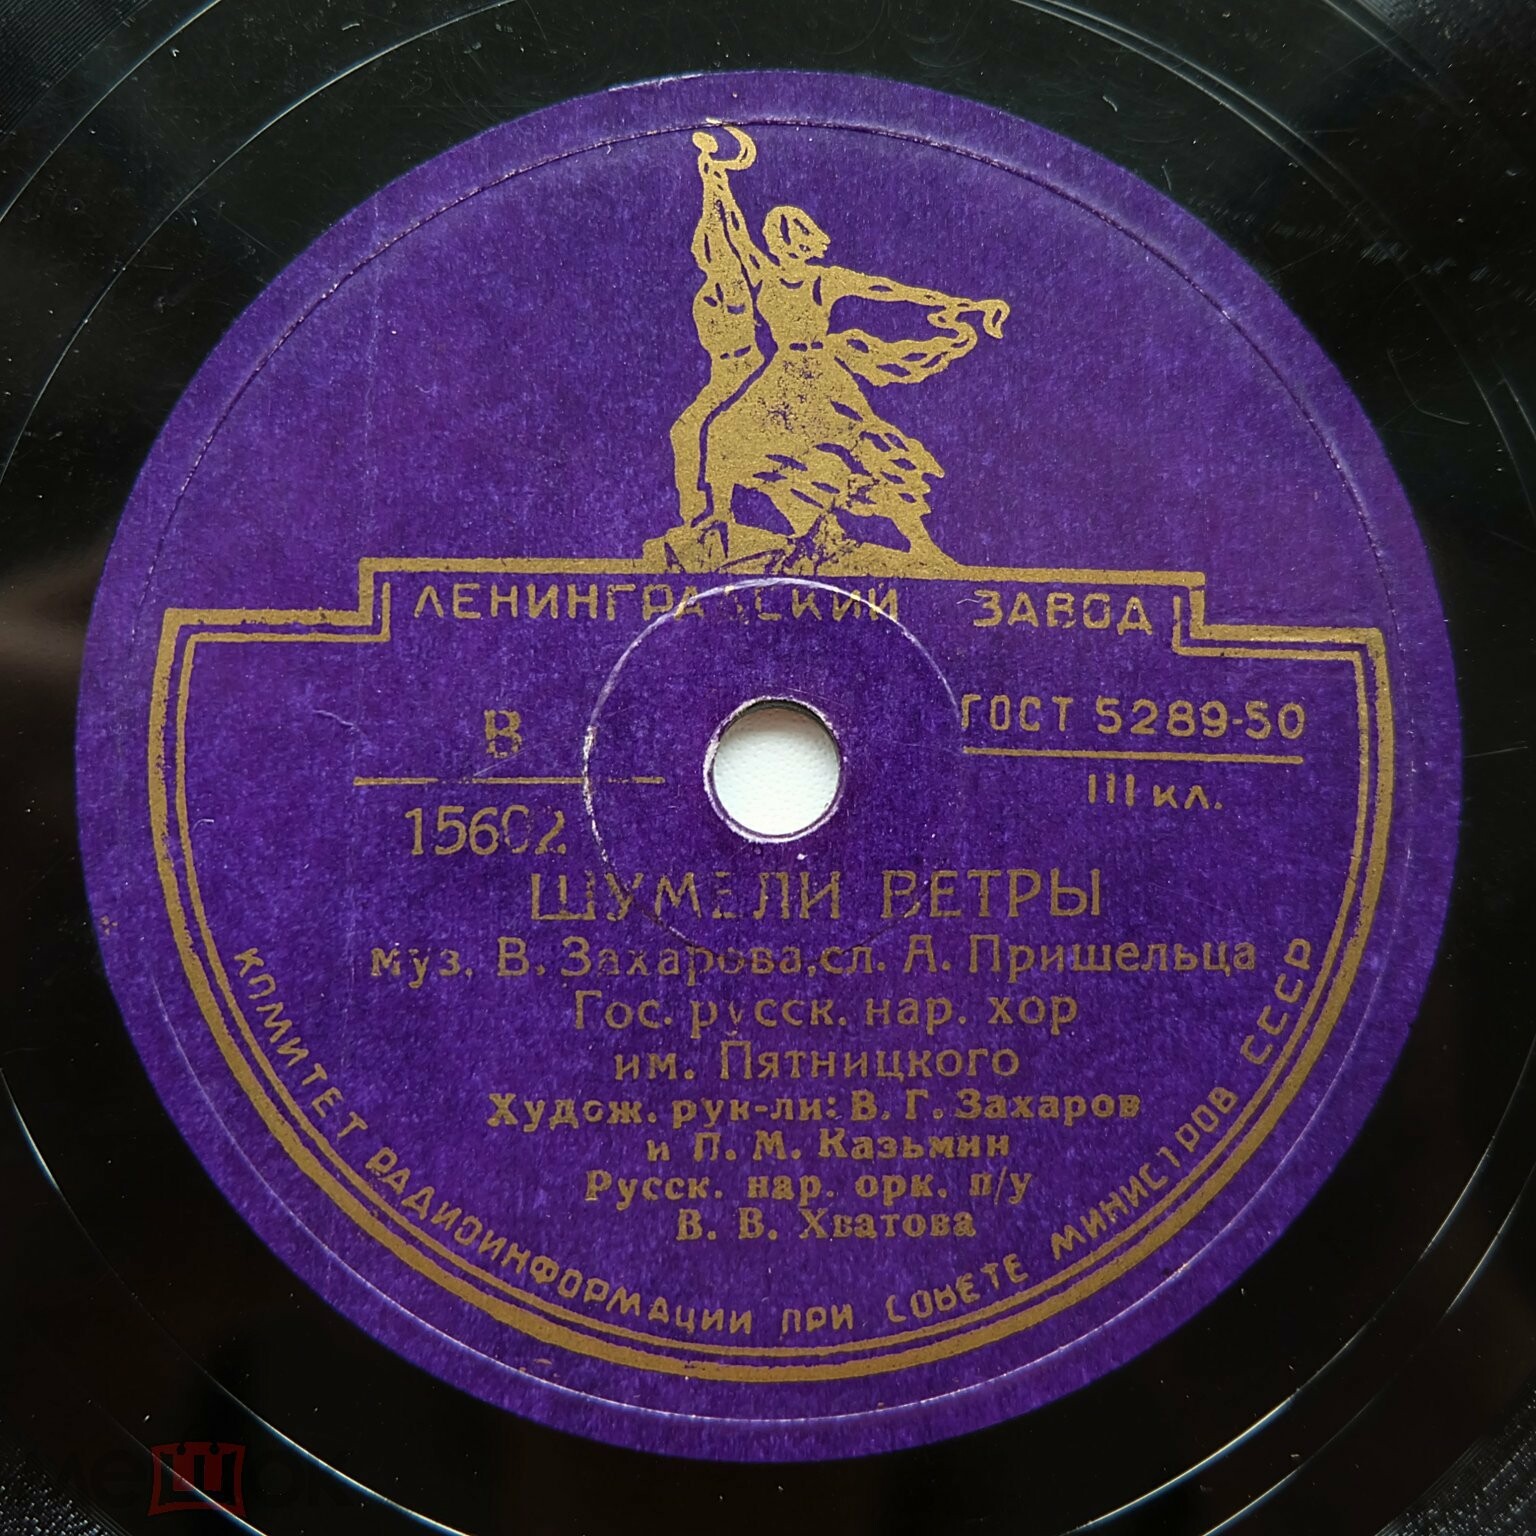 ЛЕНИНГРАДСКИЙ ЗАВОД
В
15602
ГОСТ 5289-50
III кл.
ШУМЕЛИ ВЕТРЫ
муз. В. Захарова, сл. А. Пришельца
Гос. русск. нар. хор
им. Пятницкого
Худож. рук-ли: В. Г. Захаров
и П. М. Казьмин
Русск. нар. орк. п/у
В. В. Хватова
КОМИТЕТ РАДИОИНФОРМАЦИИ ПРИ СОВЕТЕ МИНИСТРОВ СССР
мешок